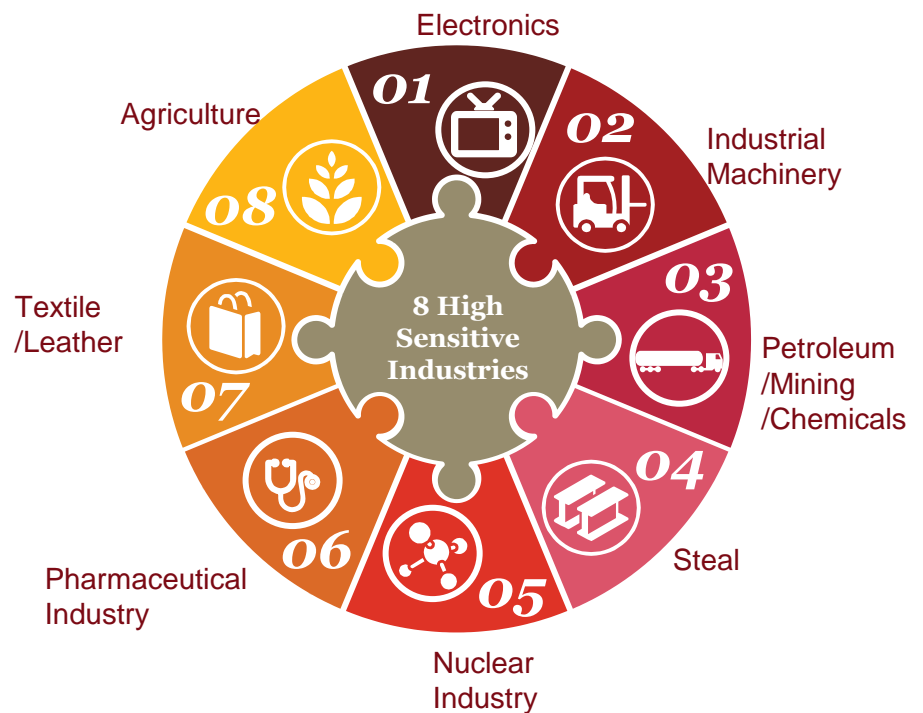 Electronics
01
02
Industrial
Machinery
03
Petroleum
/Mining
/Chemicals
04
Steal
05
Nuclear
Industry
06
Pharmaceutical
Industry
07
Textile
/Leather
08
Agriculture
8 High
Sensitive
Industries